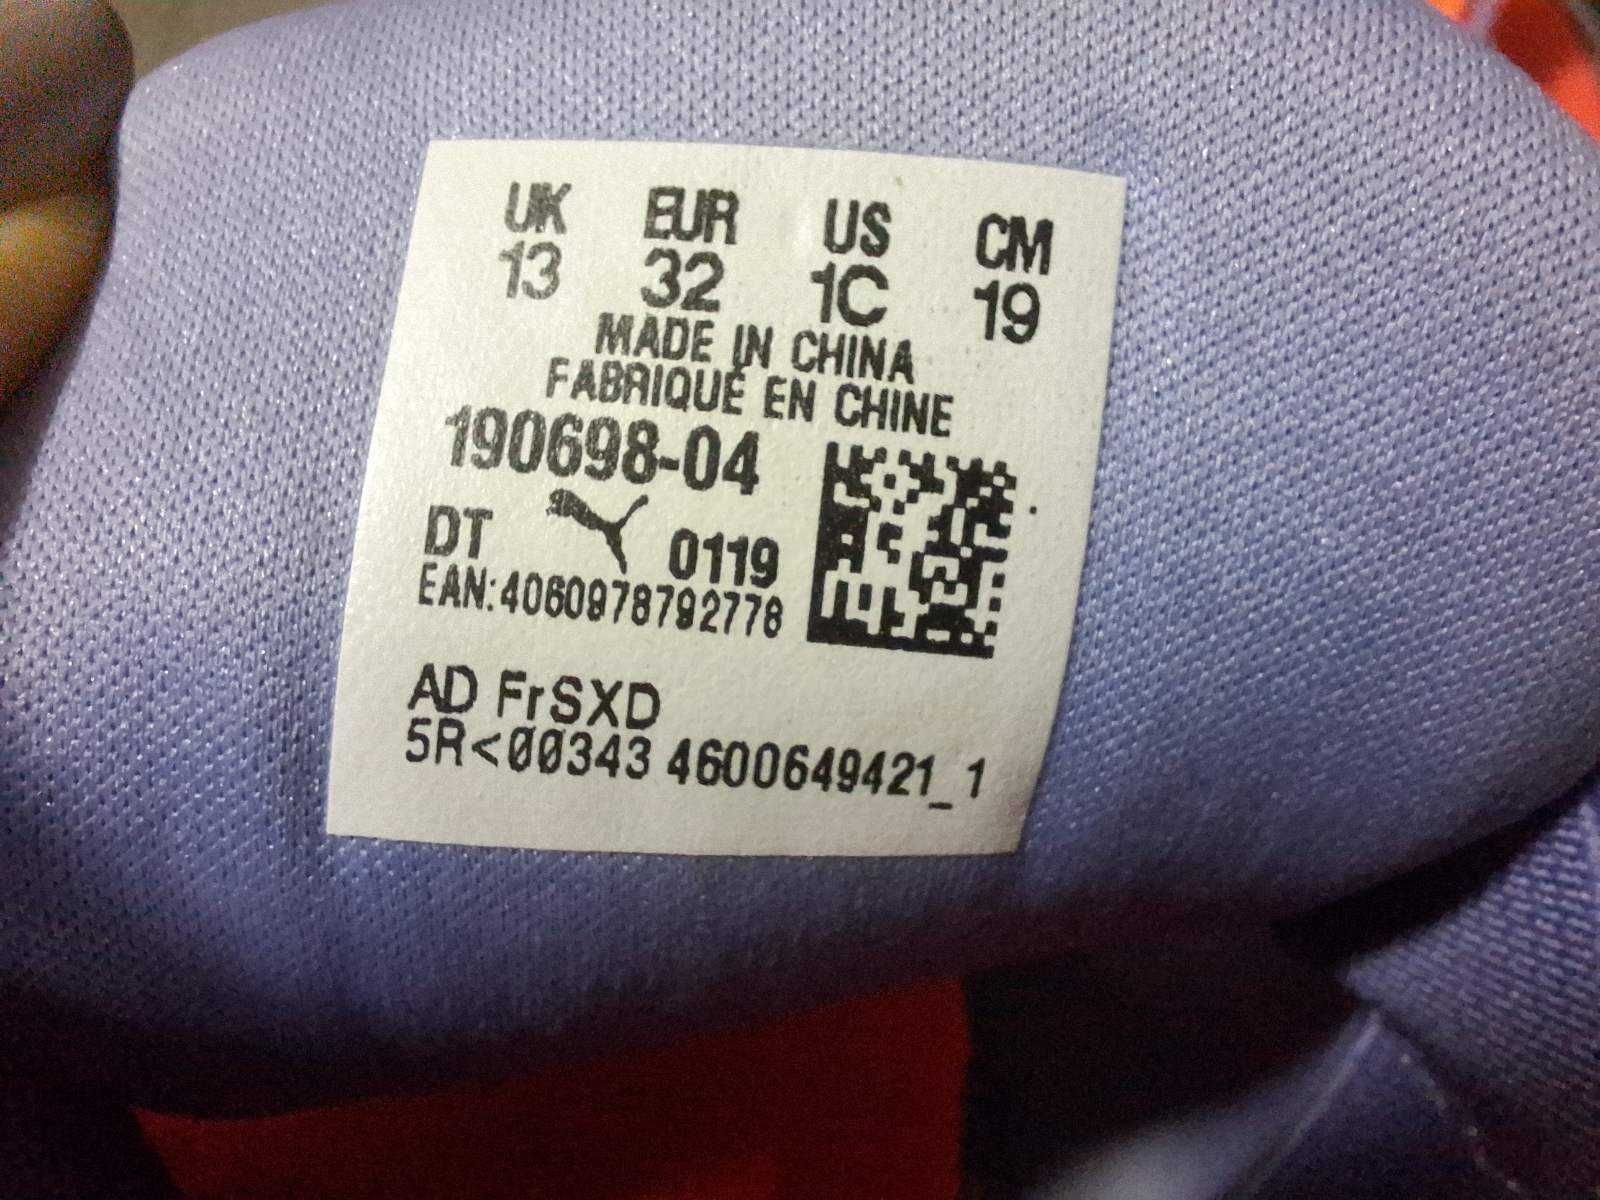 UK EUR US CM
13 32 1C 19
MADE IN CHINA
FABRIQUÉ EN CHINE
190698-04
DT 0119
EAN:4060978792778
AD FrSXD
5R<00343 4600649421_1